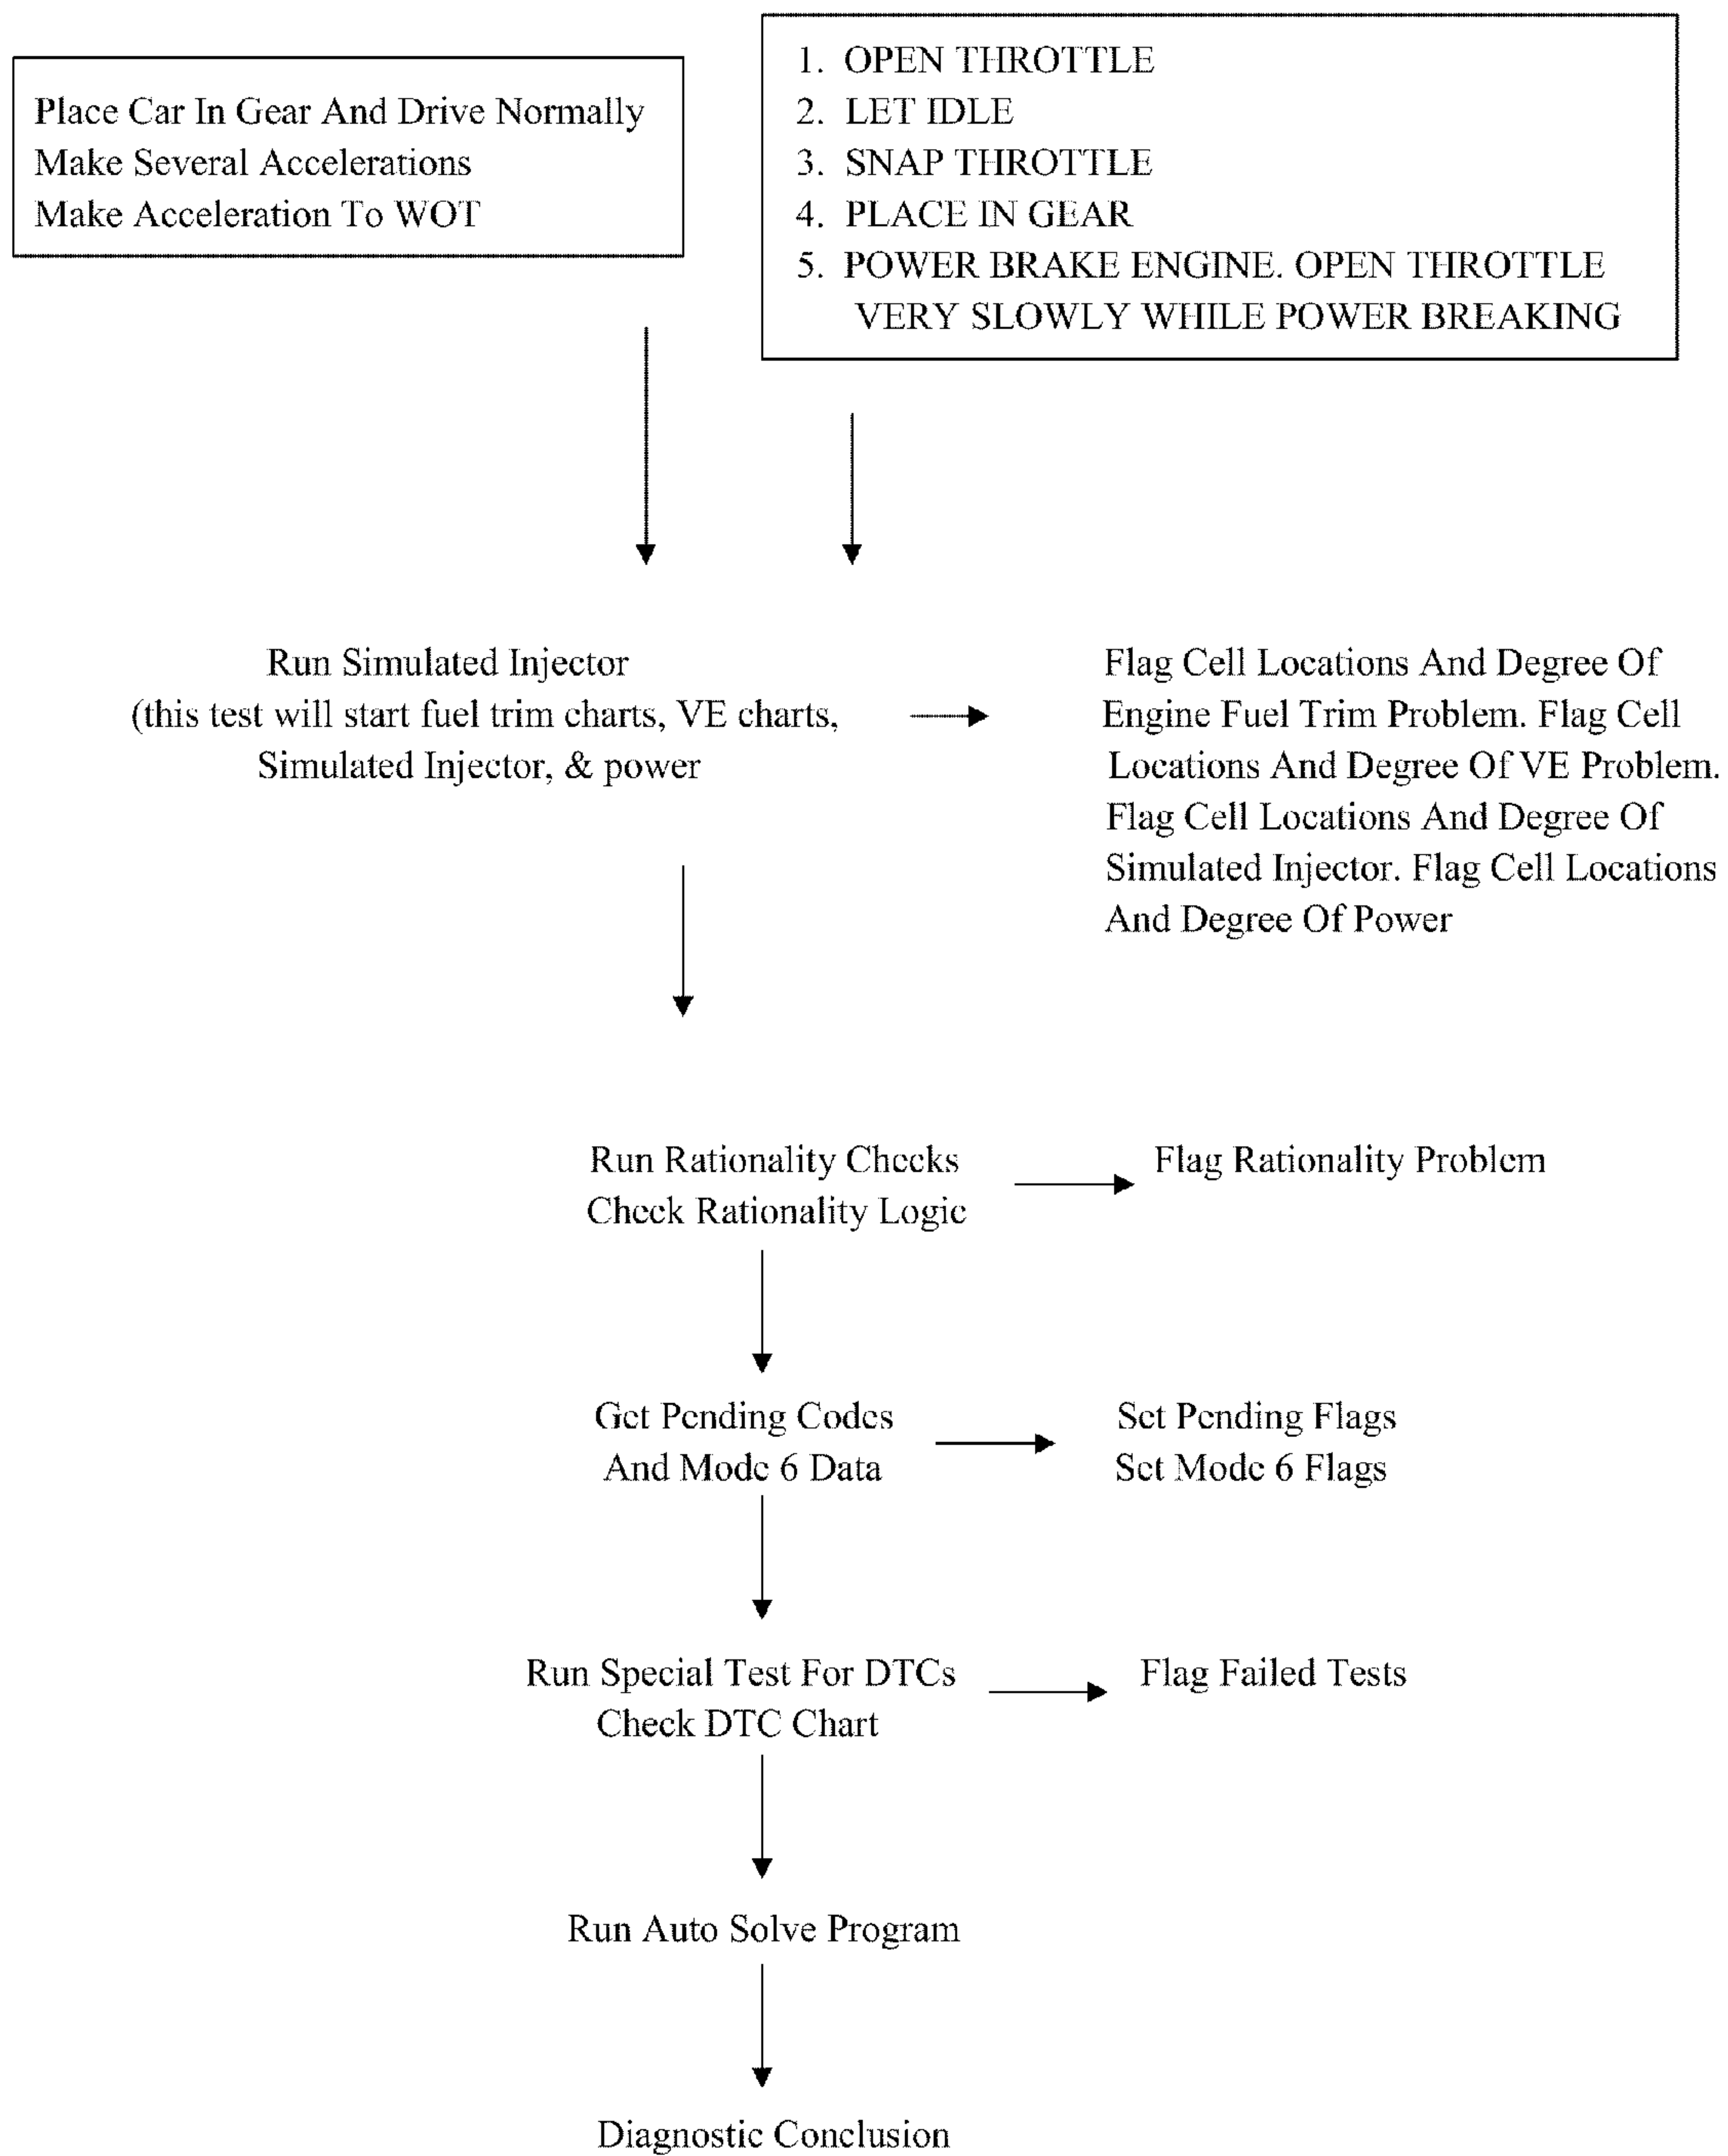 Place Car In Gear And Drive Normally
Make Several Accelerations
Make Acceleration To WOT
1. OPEN THROTTLE
2. LET IDLE
3. SNAP THROTTLE
4. PLACE IN GEAR
5. POWER BRAKE ENGINE. OPEN THROTTLE
VERY SLOWLY WHILE POWER BREAKING
Run Simulated Injector
(this test will start fuel trim charts, VE charts,
Simulated Injector, & power
Flag Cell Locations And Degree Of
Engine Fuel Trim Problem. Flag Cell
Locations And Degree Of VE Problem.
Flag Cell Locations And Degree Of
Simulated Injector. Flag Cell Locations
And Degree Of Power
Run Rationality Checks
Check Rationality Logic
Flag Rationality Problem
Get Pending Codes
And Mode 6 Data
Set Pending Flags
Set Mode 6 Flags
Run Special Test For DTCs
Check DTC Chart
Flag Failed Tests
Run Auto Solve Program
Diagnostic Conclusion